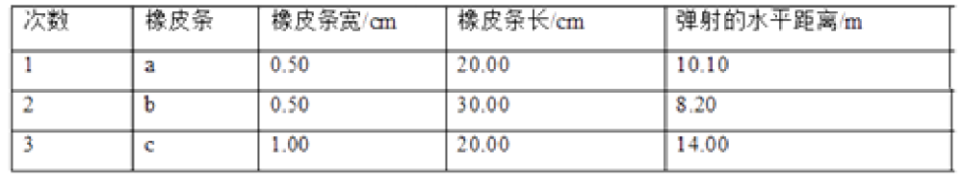 次数 橡皮条 橡皮条宽/cm 橡皮条长/cm 弹射的水平距离/m
1 a 0.50 20.00 10.10
2 b 0.50 30.00 8.20
3 c 1.00 20.00 14.00